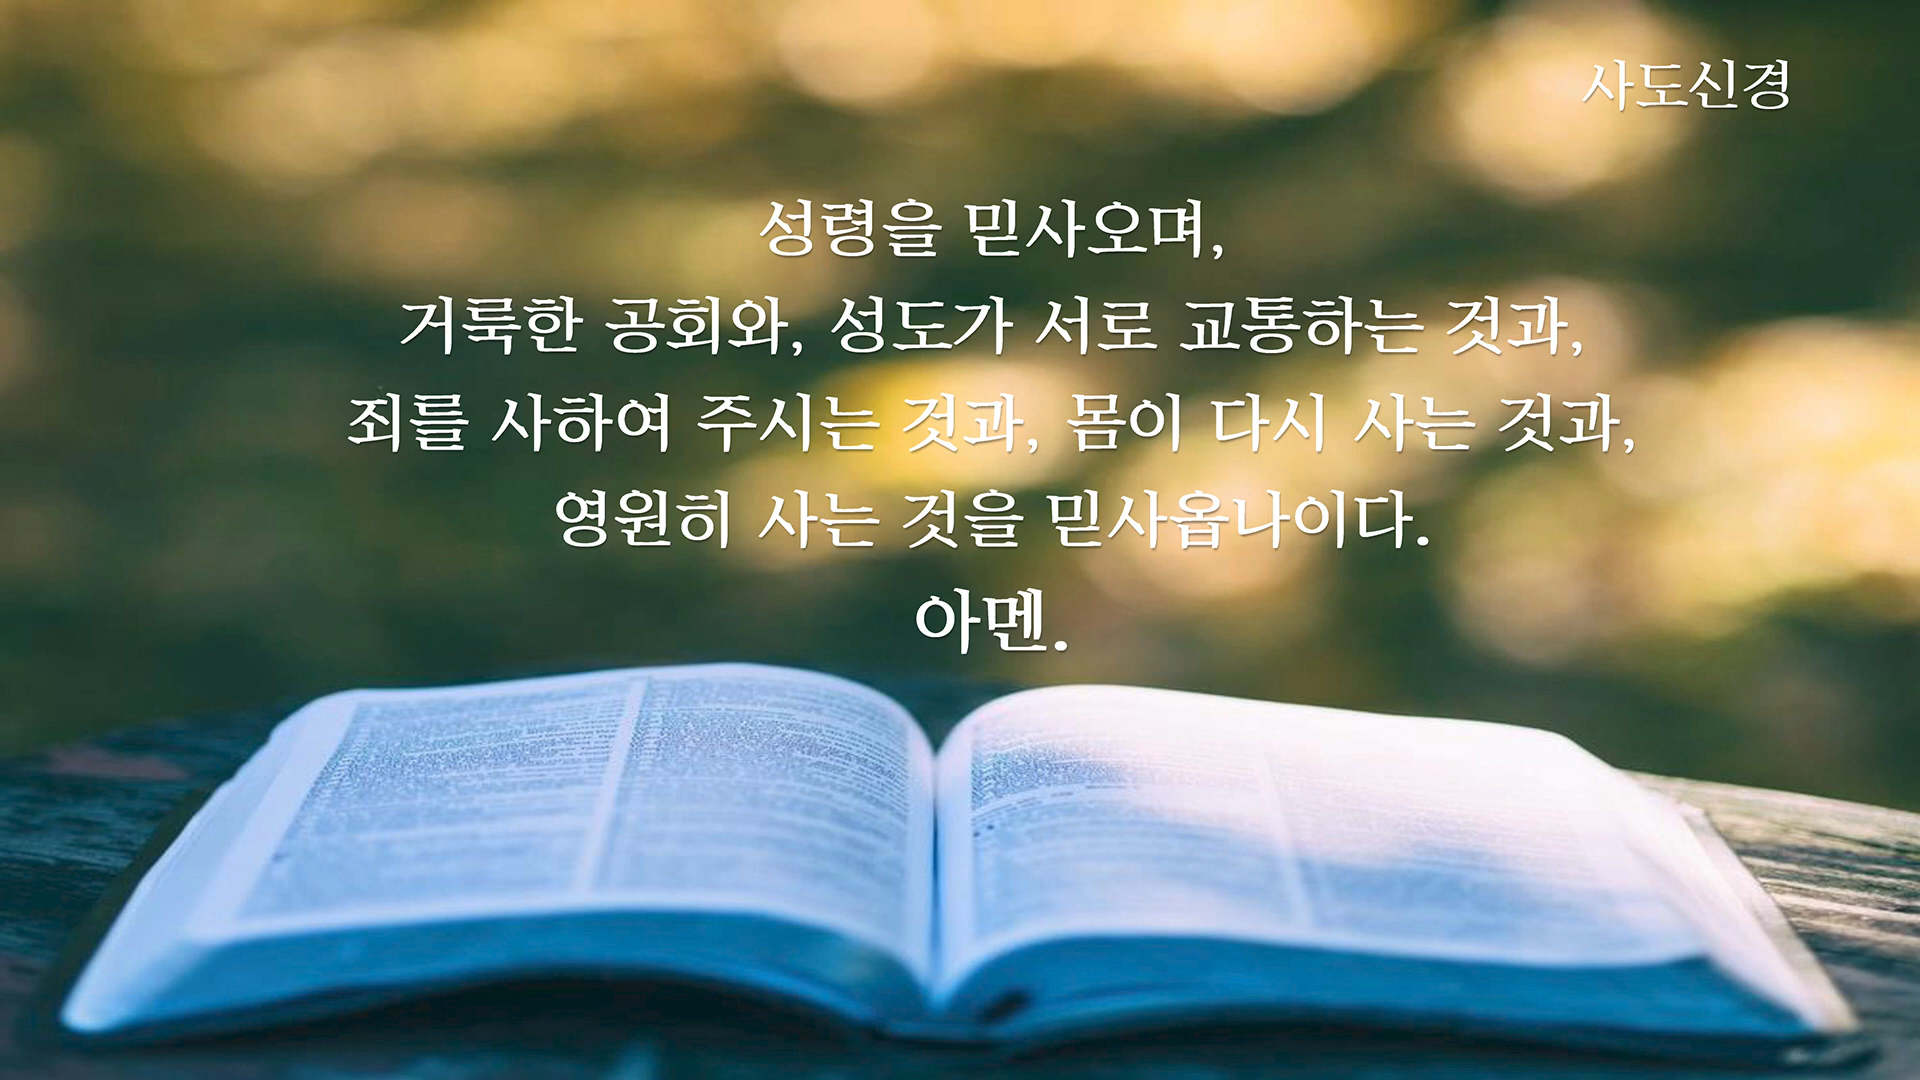 사도신경
성령을 믿사오며,
거룩한 공회와, 성도가 서로 교통하는 것과,
죄를 사하여 주시는 것과, 몸이 다시 사는 것과,
영원히 사는 것을 믿사옵나이다.
아멘.